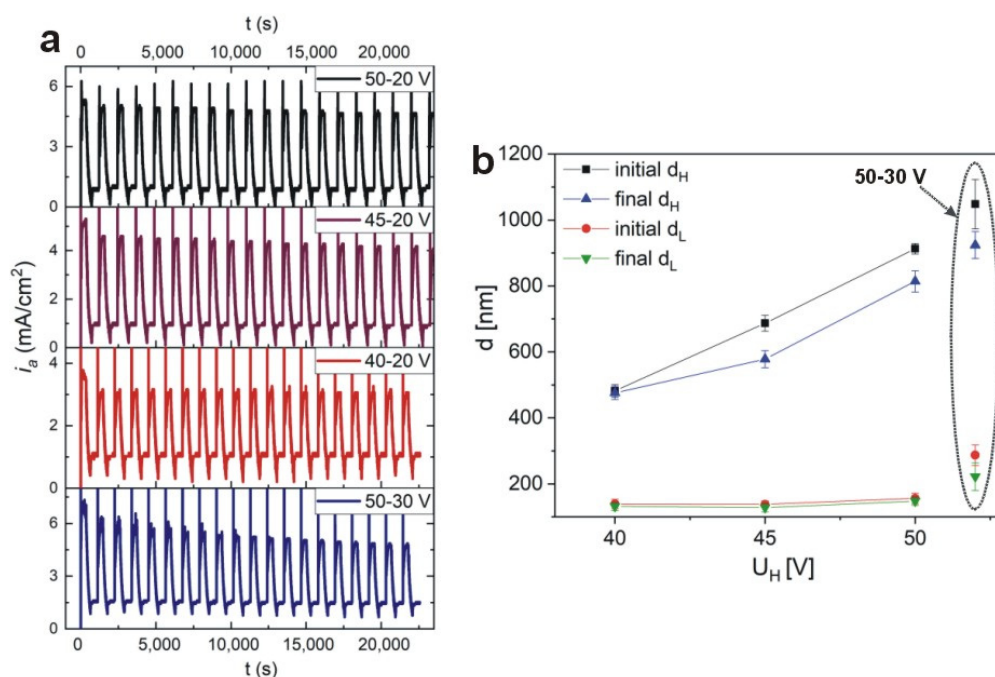 a
t (s)
0 5,000 10,000 15,000 20,000
50-20 V
6
3
0
45-20 V
4
2
0
40-20 V
4
2
0
50-30 V
6
3
0
i_a (mA/cm²)
0 5,000 10,000 15,000 20,000
t (s)
b
1200
1000
800
600
400
200
d [nm]
initial d_H
final d_H
initial d_L
final d_L
50-30 V
40 45 50
U_H [V]